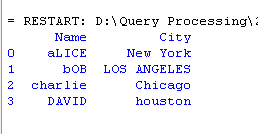 = RESTART: D:\Query Processing\2
Name City
0 aLICE New York
1 bOB LOS ANGELES
2 charlie Chicago
3 DAVID houston